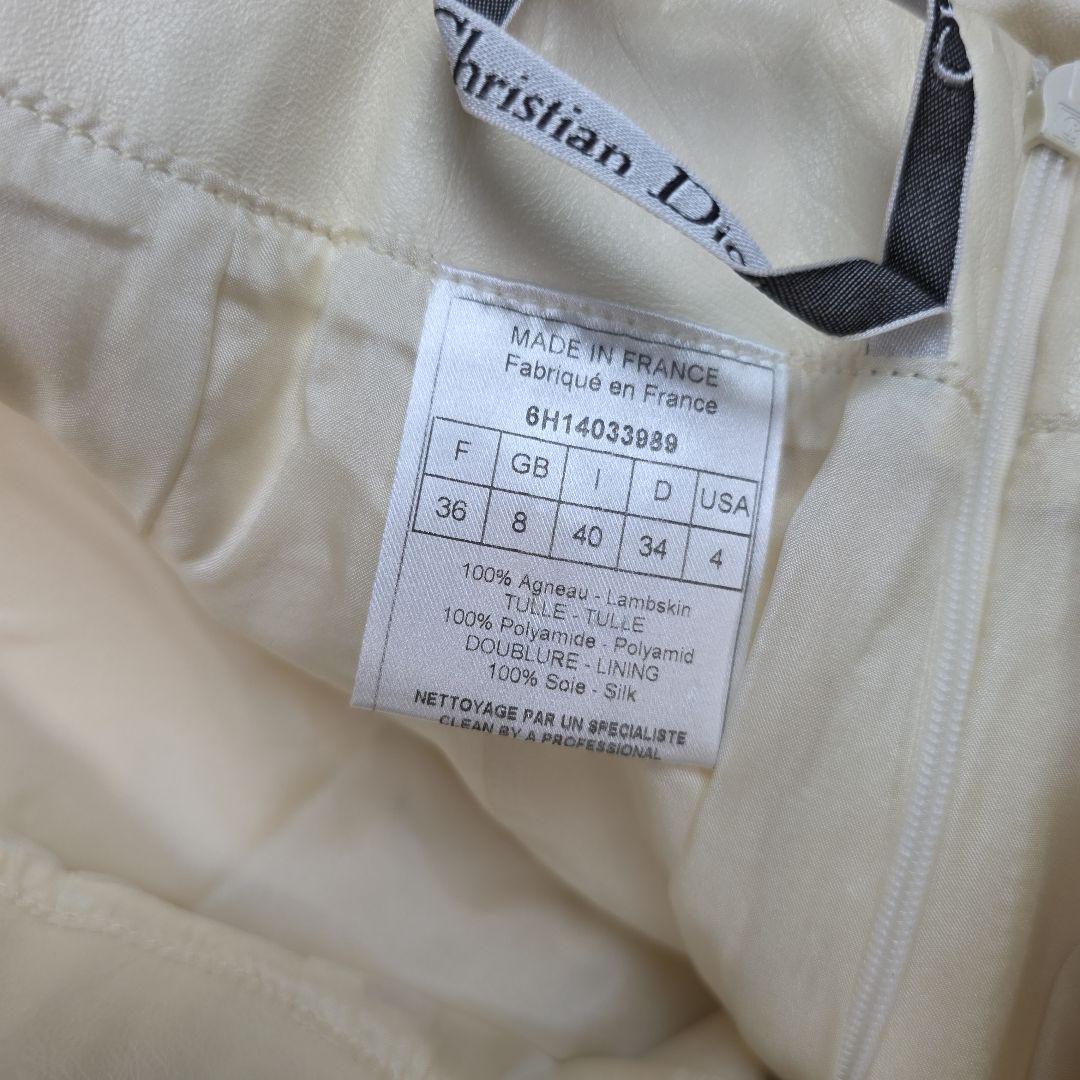 Christian Dio
MADE IN FRANCE
Fabriqué en France
6H14033989
F GB I D USA
36 8 40 34 4
100% Agneau - Lambskin
TULLE - TULLE
100% Polyamide - Polyamid
DOUBLURE - LINING
100% Soie - Silk
NETTOYAGE PAR UN SPECIALISTE
CLEAN BY A PROFESSIONAL